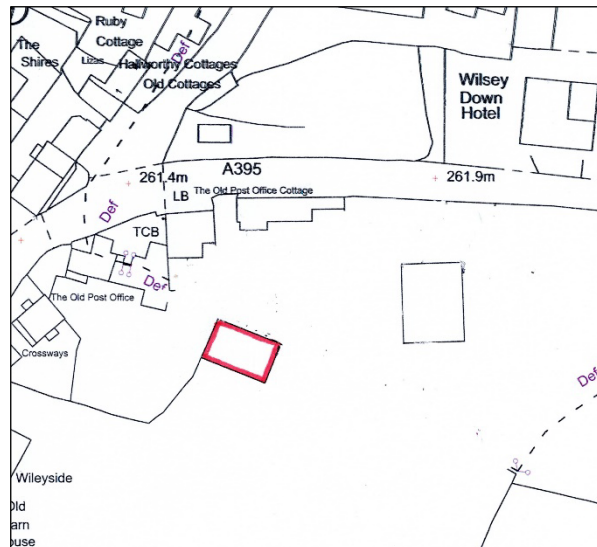 Ruby
Cottage
The
Shires
Lizas
Def
Hallworthy Cottages
Old Cottages
Wilsey
Down
Hotel
A395
261.4m
261.9m
LB
The Old Post Office Cottage
Def
TCB
Def
The Old Post Office
Crossways
Def
Wileyside
Old
arn
ouse